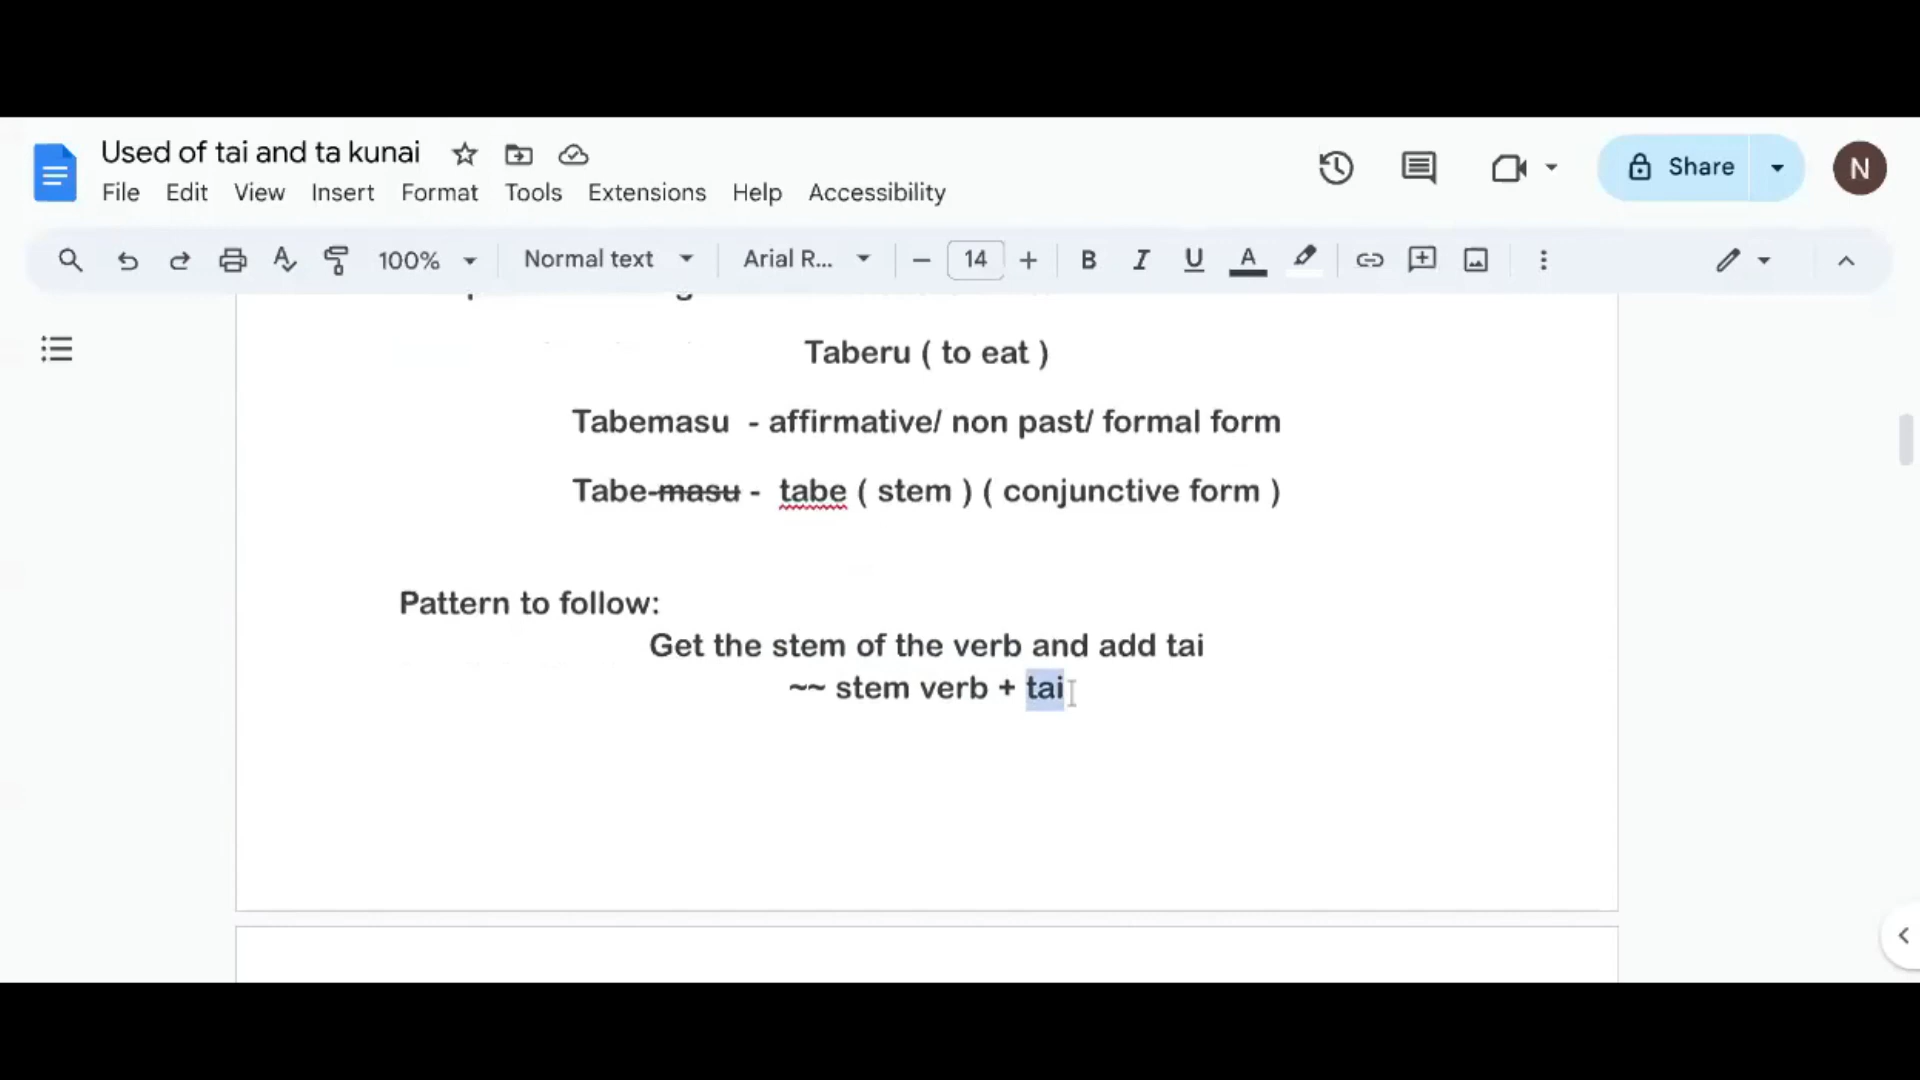 Used of tai and ta kunai
File Edit View Insert Format Tools Extensions Help Accessibility
Share
N
100% Normal text Arial R... 14 B I U A
Taberu ( to eat )
Tabemasu - affirmative/ non past/ formal form
Tabe-masu - tabe ( stem ) ( conjunctive form )
Pattern to follow:
Get the stem of the verb and add tai
~~ stem verb + tai